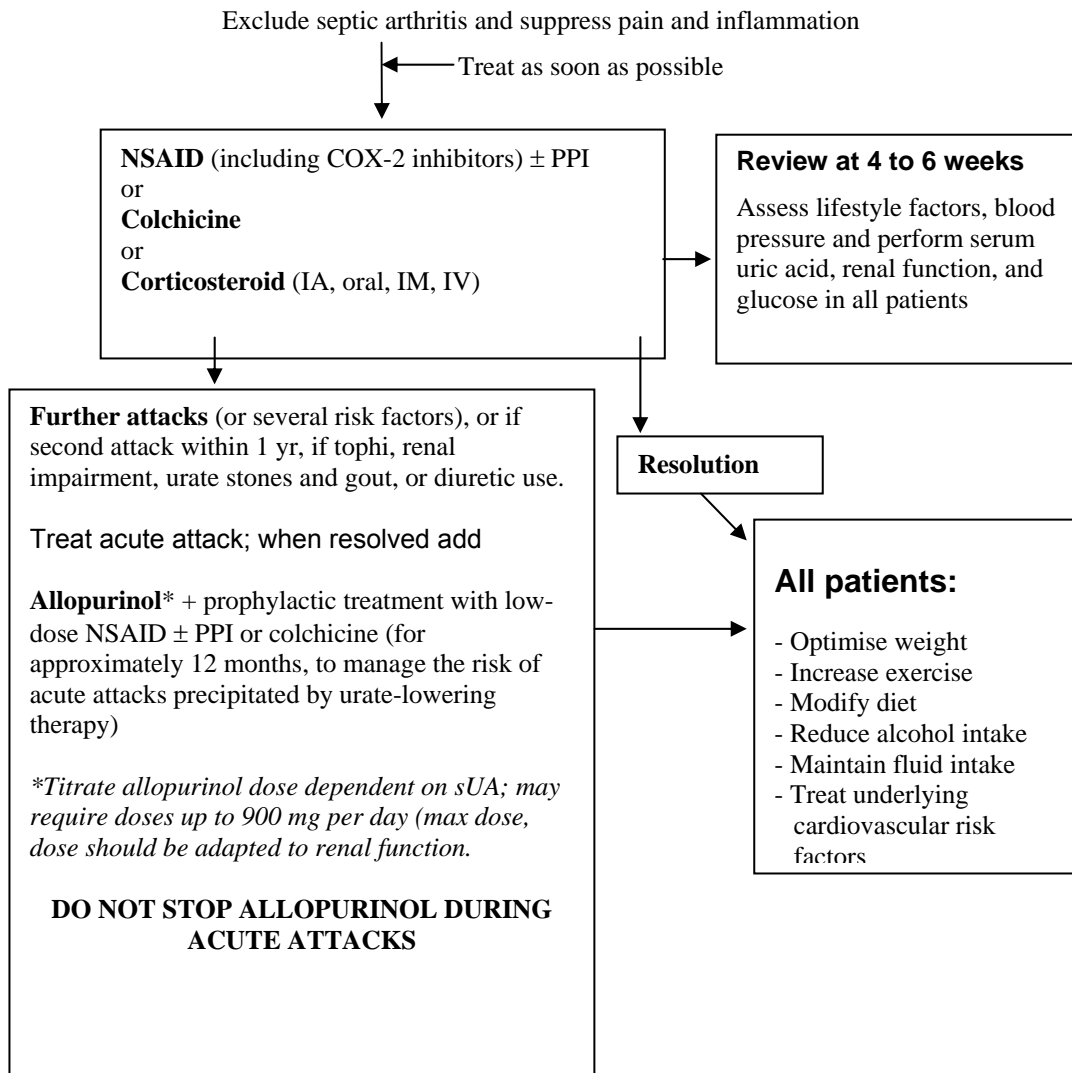 Exclude septic arthritis and suppress pain and inflammation
Treat as soon as possible
NSAID (including COX-2 inhibitors) ± PPI
or
Colchicine
or
Corticosteroid (IA, oral, IM, IV)
Review at 4 to 6 weeks
Assess lifestyle factors, blood
pressure and perform serum
uric acid, renal function, and
glucose in all patients
Further attacks (or several risk factors), or if
second attack within 1 yr, if tophi, renal
impairment, urate stones and gout, or diuretic use.
Treat acute attack; when resolved add
Allopurinol* + prophylactic treatment with low-
dose NSAID ± PPI or colchicine (for
approximately 12 months, to manage the risk of
acute attacks precipitated by urate-lowering
therapy)
*Titrate allopurinol dose dependent on sUA; may
require doses up to 900 mg per day (max dose,
dose should be adapted to renal function.
DO NOT STOP ALLOPURINOL DURING
ACUTE ATTACKS
Resolution
All patients:
- Optimise weight
- Increase exercise
- Modify diet
- Reduce alcohol intake
- Maintain fluid intake
- Treat underlying
cardiovascular risk
factors